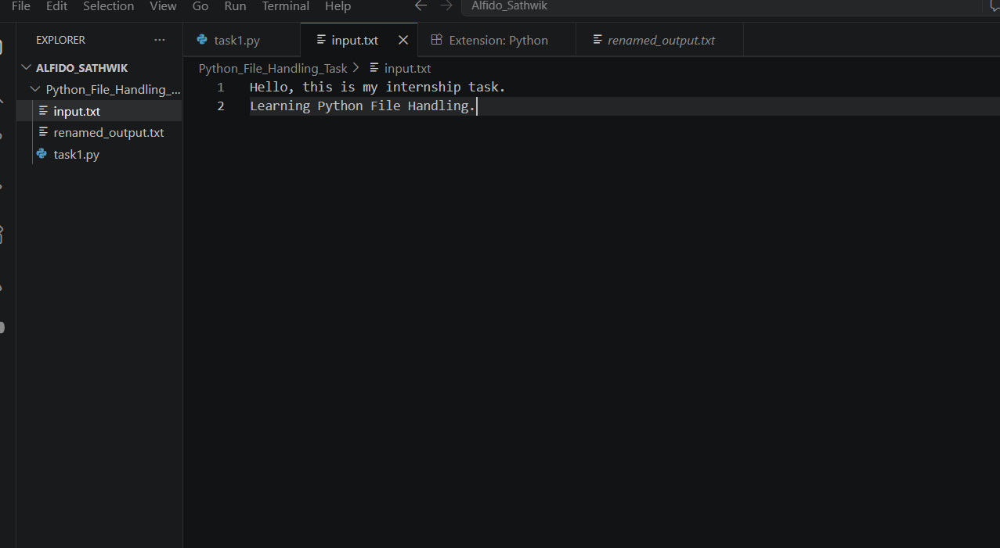 File Edit Selection View Go Run Terminal Help Alfido_Sathwik
EXPLORER ...
task1.py input.txt Extension: Python renamed_output.txt
ALFIDO_SATHWIK
Python_File_Handling_...
input.txt
renamed_output.txt
task1.py
Python_File_Handling_Task > input.txt
1 Hello, this is my internship task.
2 Learning Python File Handling.